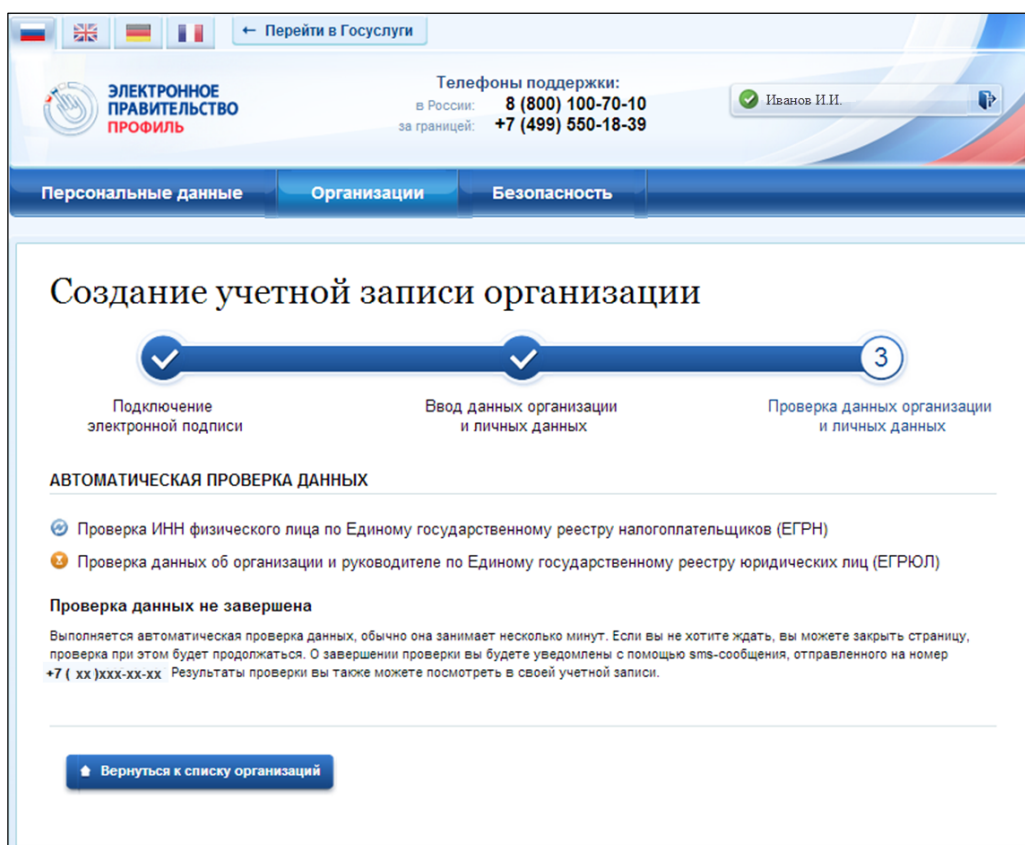 ← Перейти в Госуслуги
ЭЛЕКТРОННОЕ
ПРАВИТЕЛЬСТВО
ПРОФИЛЬ
Телефоны поддержки:
в России: 8 (800) 100-70-10
за границей: +7 (499) 550-18-39
Иванов И.И.
Персональные данные Организации Безопасность
Создание учетной записи организации
3
Подключение
электронной подписи
Ввод данных организации
и личных данных
Проверка данных организации
и личных данных
АВТОМАТИЧЕСКАЯ ПРОВЕРКА ДАННЫХ
Проверка ИНН физического лица по Единому государственному реестру налогоплательщиков (ЕГРН)
Проверка данных об организации и руководителе по Единому государственному реестру юридических лиц (ЕГРЮЛ)
Проверка данных не завершена
Выполняется автоматическая проверка данных, обычно она занимает несколько минут. Если вы не хотите ждать, вы можете закрыть страницу,
проверка при этом будет продолжаться. О завершении проверки вы будете уведомлены с помощью sms-сообщения, отправленного на номер
+7 ( xx )xxx-xx-xx Результаты проверки вы также можете посмотреть в своей учетной записи.
Вернуться к списку организаций